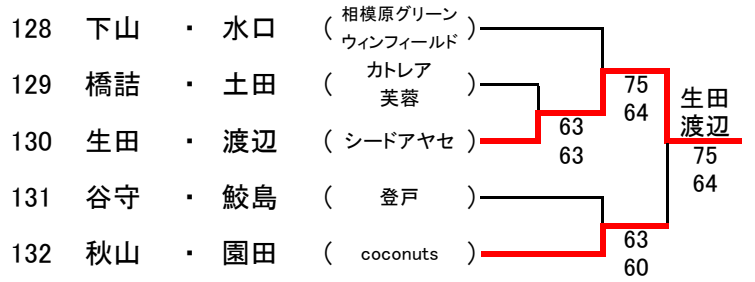 128 下山 ・ 水口 ( 相模原グリーン
ウィンフィールド )
129 橋詰 ・ 土田 ( カトレア
芙蓉 )
130 生田 ・ 渡辺 ( シードアヤセ )
131 谷守 ・ 鮫島 ( 登戸 )
132 秋山 ・ 園田 ( coconuts )
63
63
75
64
63
60
生田
渡辺
75
64